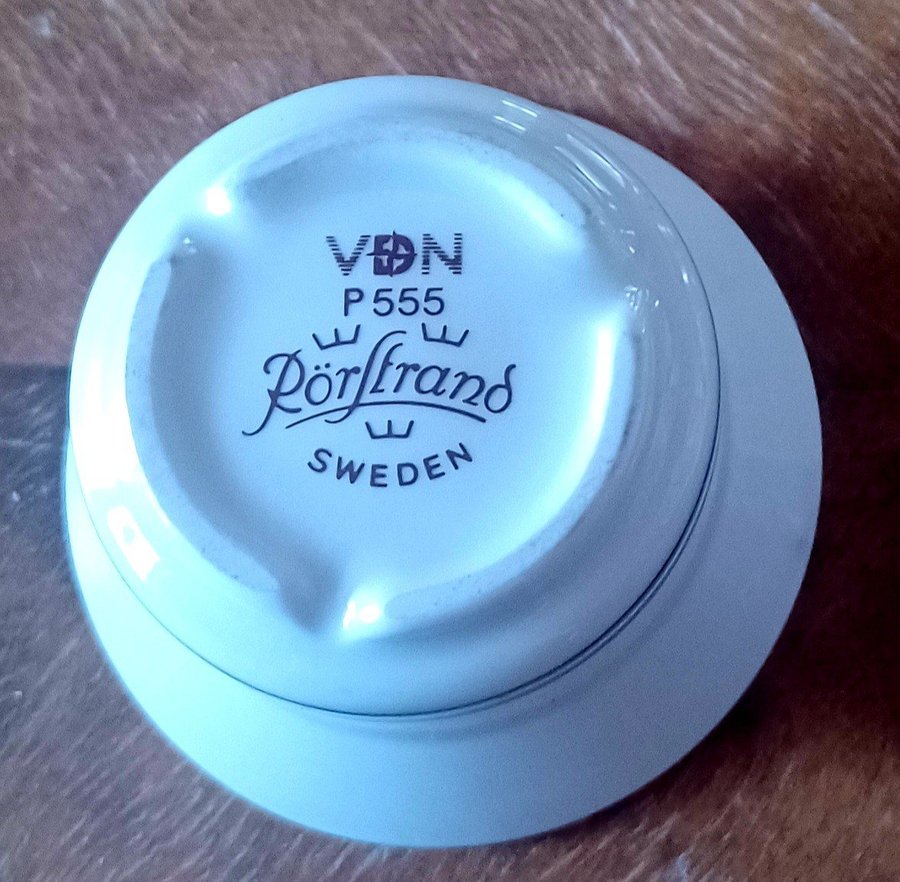 VDN
P555
Rörstrand
SWEDEN